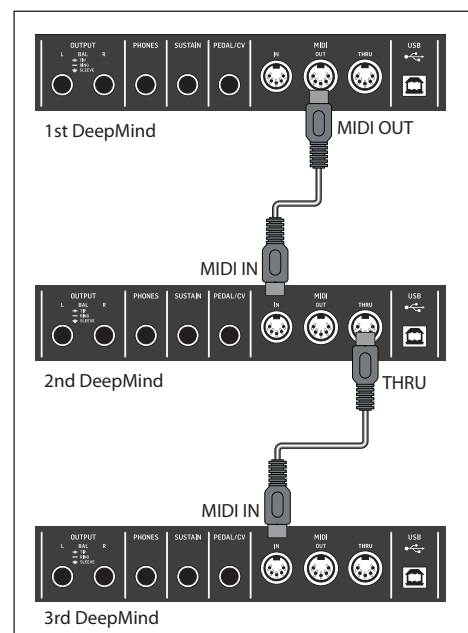 OUTPUT PHONES SUSTAIN PEDAL/CV MIDI USB
L BAL R IN OUT THRU
TIP
RING
SLEEVE
1st DeepMind
MIDI OUT
MIDI IN
OUTPUT PHONES SUSTAIN PEDAL/CV MIDI USB
L BAL R IN OUT THRU
TIP
RING
SLEEVE
2nd DeepMind
THRU
MIDI IN
OUTPUT PHONES SUSTAIN PEDAL/CV MIDI USB
L BAL R IN OUT THRU
TIP
RING
SLEEVE
3rd DeepMind